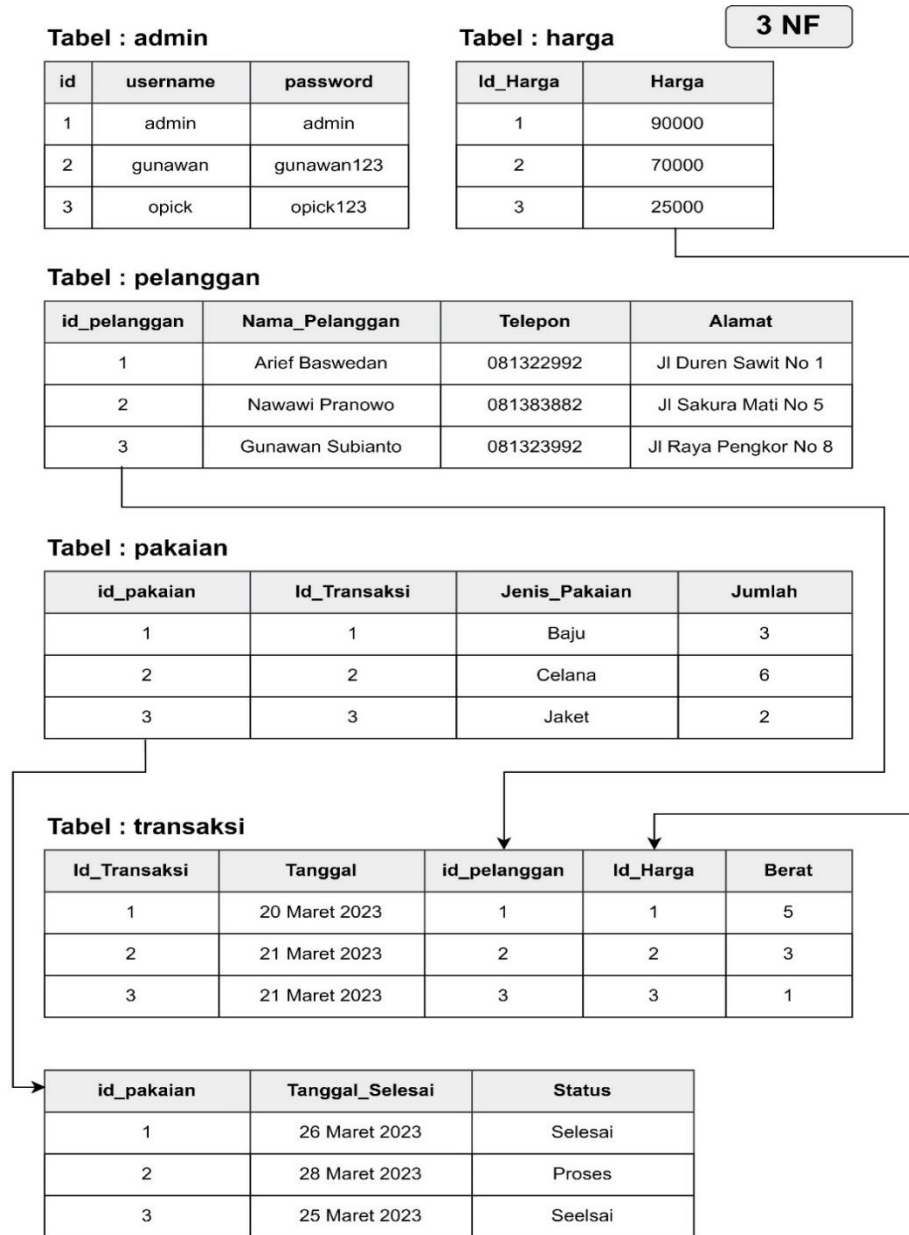 3 NF
Tabel : admin
id username password
1 admin admin
2 gunawan gunawan123
3 opick opick123
Tabel : harga
Id_Harga Harga
1 90000
2 70000
3 25000
Tabel : pelanggan
id_pelanggan Nama_Pelanggan Telepon Alamat
1 Arief Baswedan 081322992 Jl Duren Sawit No 1
2 Nawawi Pranowo 081383882 Jl Sakura Mati No 5
3 Gunawan Subianto 081323992 Jl Raya Pengkor No 8
Tabel : pakaian
id_pakaian Id_Transaksi Jenis_Pakaian Jumlah
1 1 Baju 3
2 2 Celana 6
3 3 Jaket 2
Tabel : transaksi
Id_Transaksi Tanggal id_pelanggan Id_Harga Berat
1 20 Maret 2023 1 1 5
2 21 Maret 2023 2 2 3
3 21 Maret 2023 3 3 1
id_pakaian Tanggal_Selesai Status
1 26 Maret 2023 Selesai
2 28 Maret 2023 Proses
3 25 Maret 2023 Seelsai